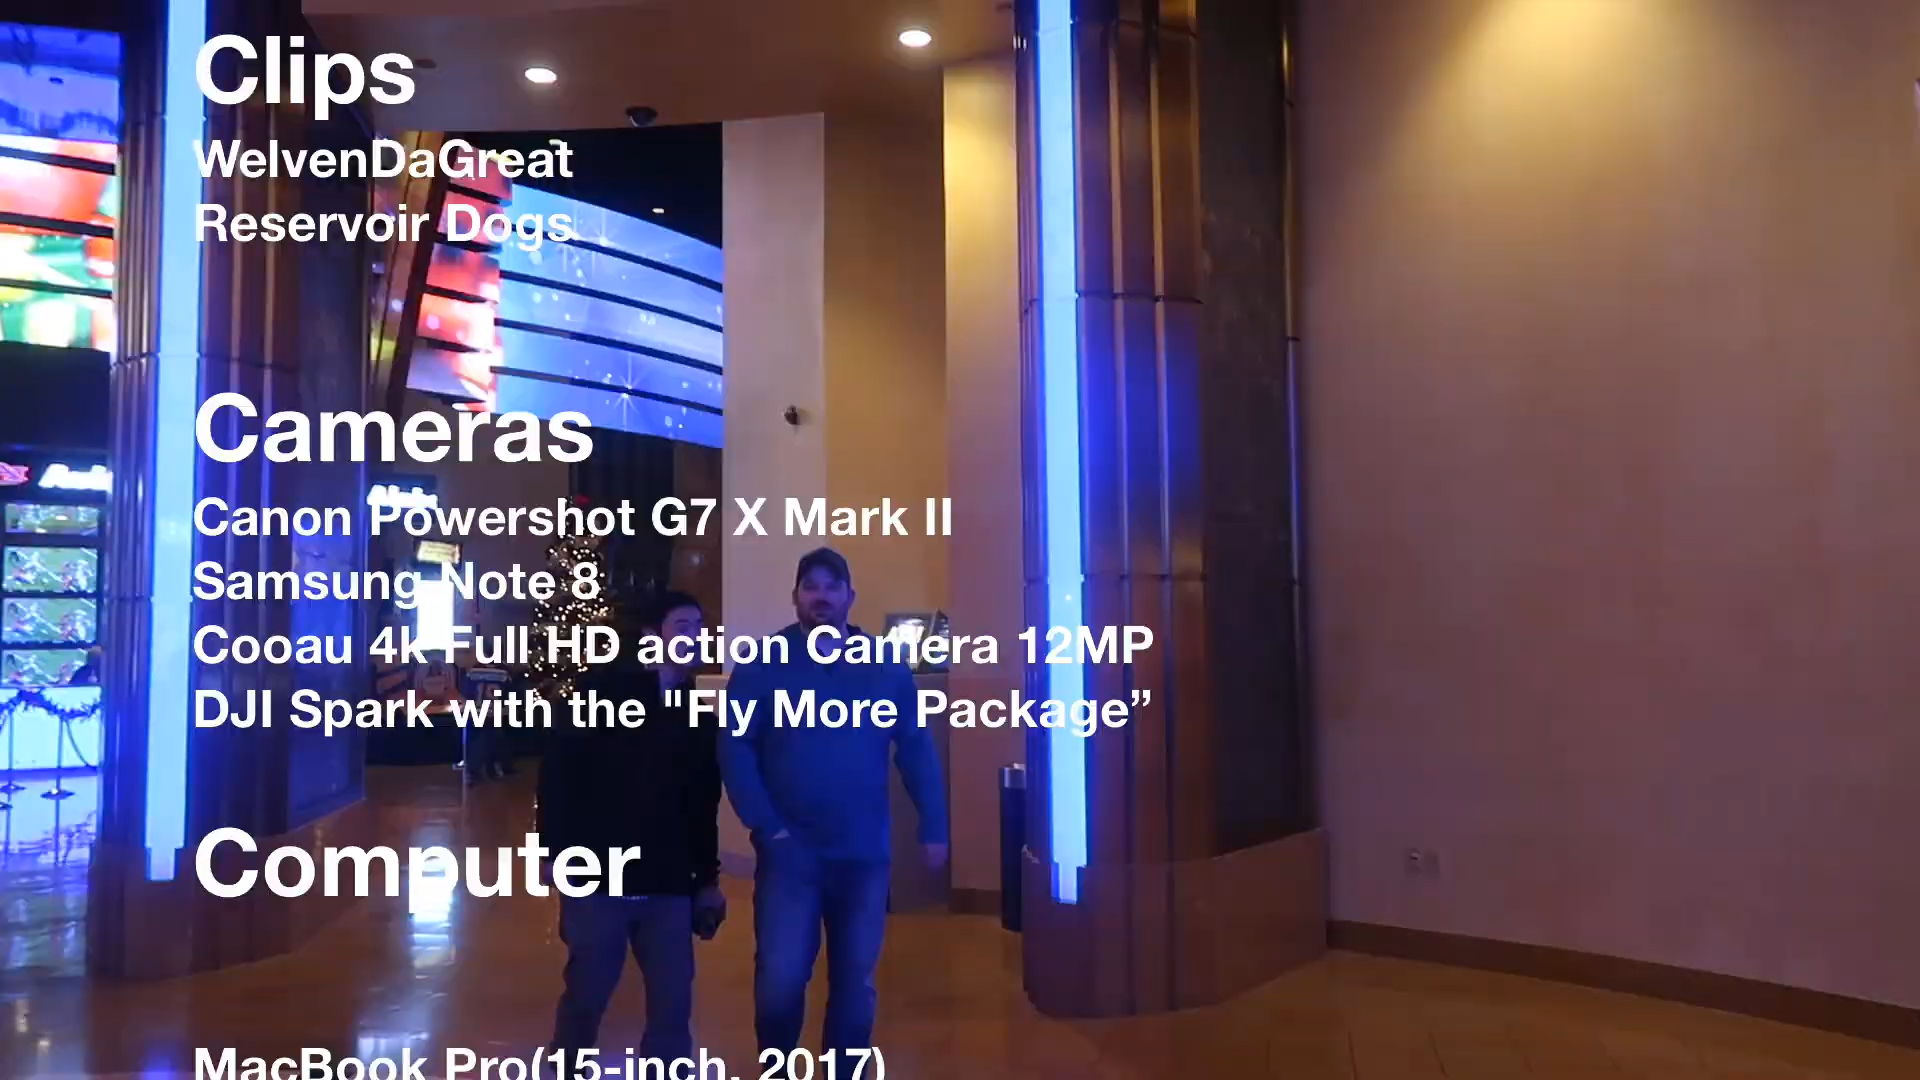 Clips
WelvenDaGreat
Reservoir Dogs
Cameras
Canon Powershot G7 X Mark II
Samsung Note 8
Cooau 4k Full HD action Camera 12MP
DJI Spark with the "Fly More Package”
Computer
MacBook Pro(15-inch, 2017)